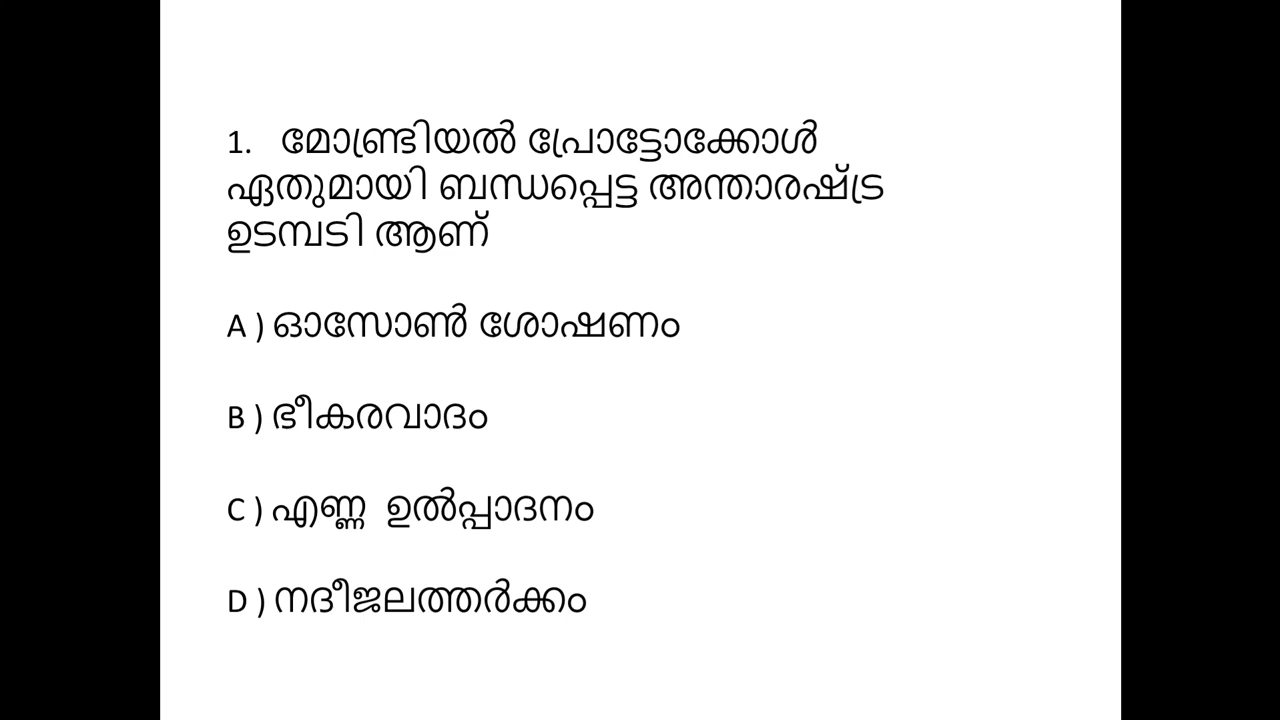 1. മോണ്ട്രിയൽ പ്രോട്ടോക്കോൾ
ഏതുമായി ബന്ധപ്പെട്ട അന്താരഷ്ട്ര
ഉടമ്പടി ആണ്
A ) ഓസോൺ ശോഷണം
B ) ഭീകരവാദം
C ) എണ്ണ ഉൽപ്പാദനം
D ) നദീജലത്തർക്കം